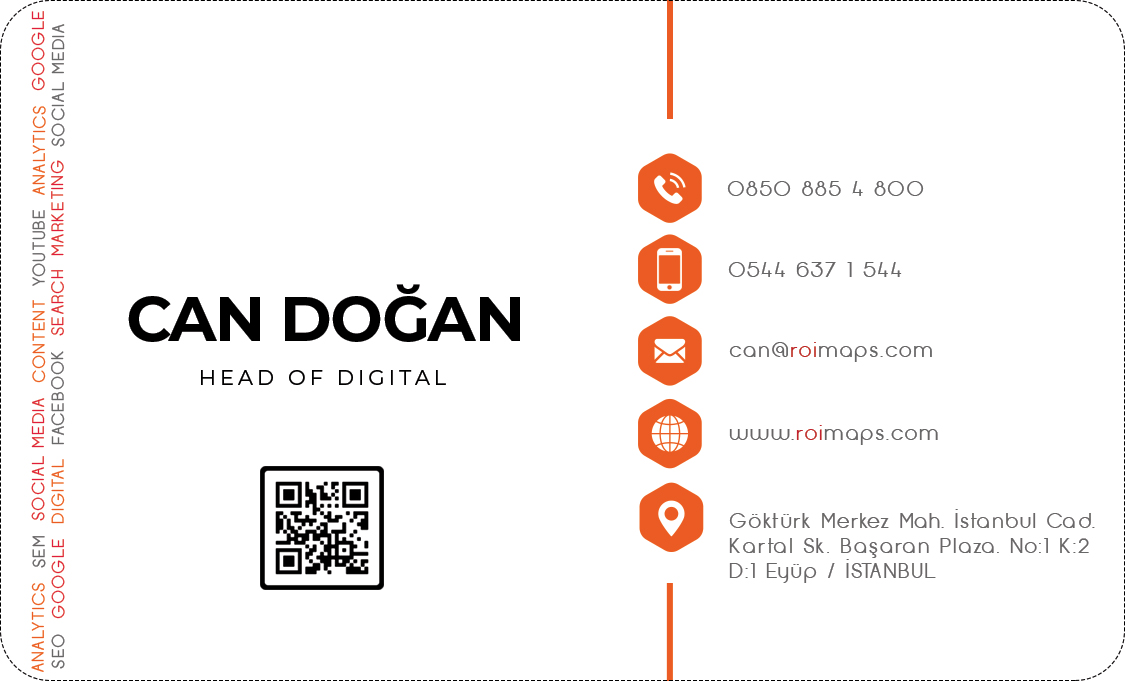 ANALYTICS SEM SOCIAL MEDIA CONTENT YOUTUBE ANALYTICS GOOGLE
SEO GOOGLE DIGITAL FACEBOOK SEARCH MARKETING SOCIAL MEDIA
CAN DOĞAN
HEAD OF DIGITAL
0850 885 4 800
0544 637 1 544
can@roimaps.com
www.roimaps.com
Göktürk Merkez Mah. İstanbul Cad.
Kartal Sk. Başaran Plaza. No:1 K:2
D:1 Eyüp / İSTANBUL